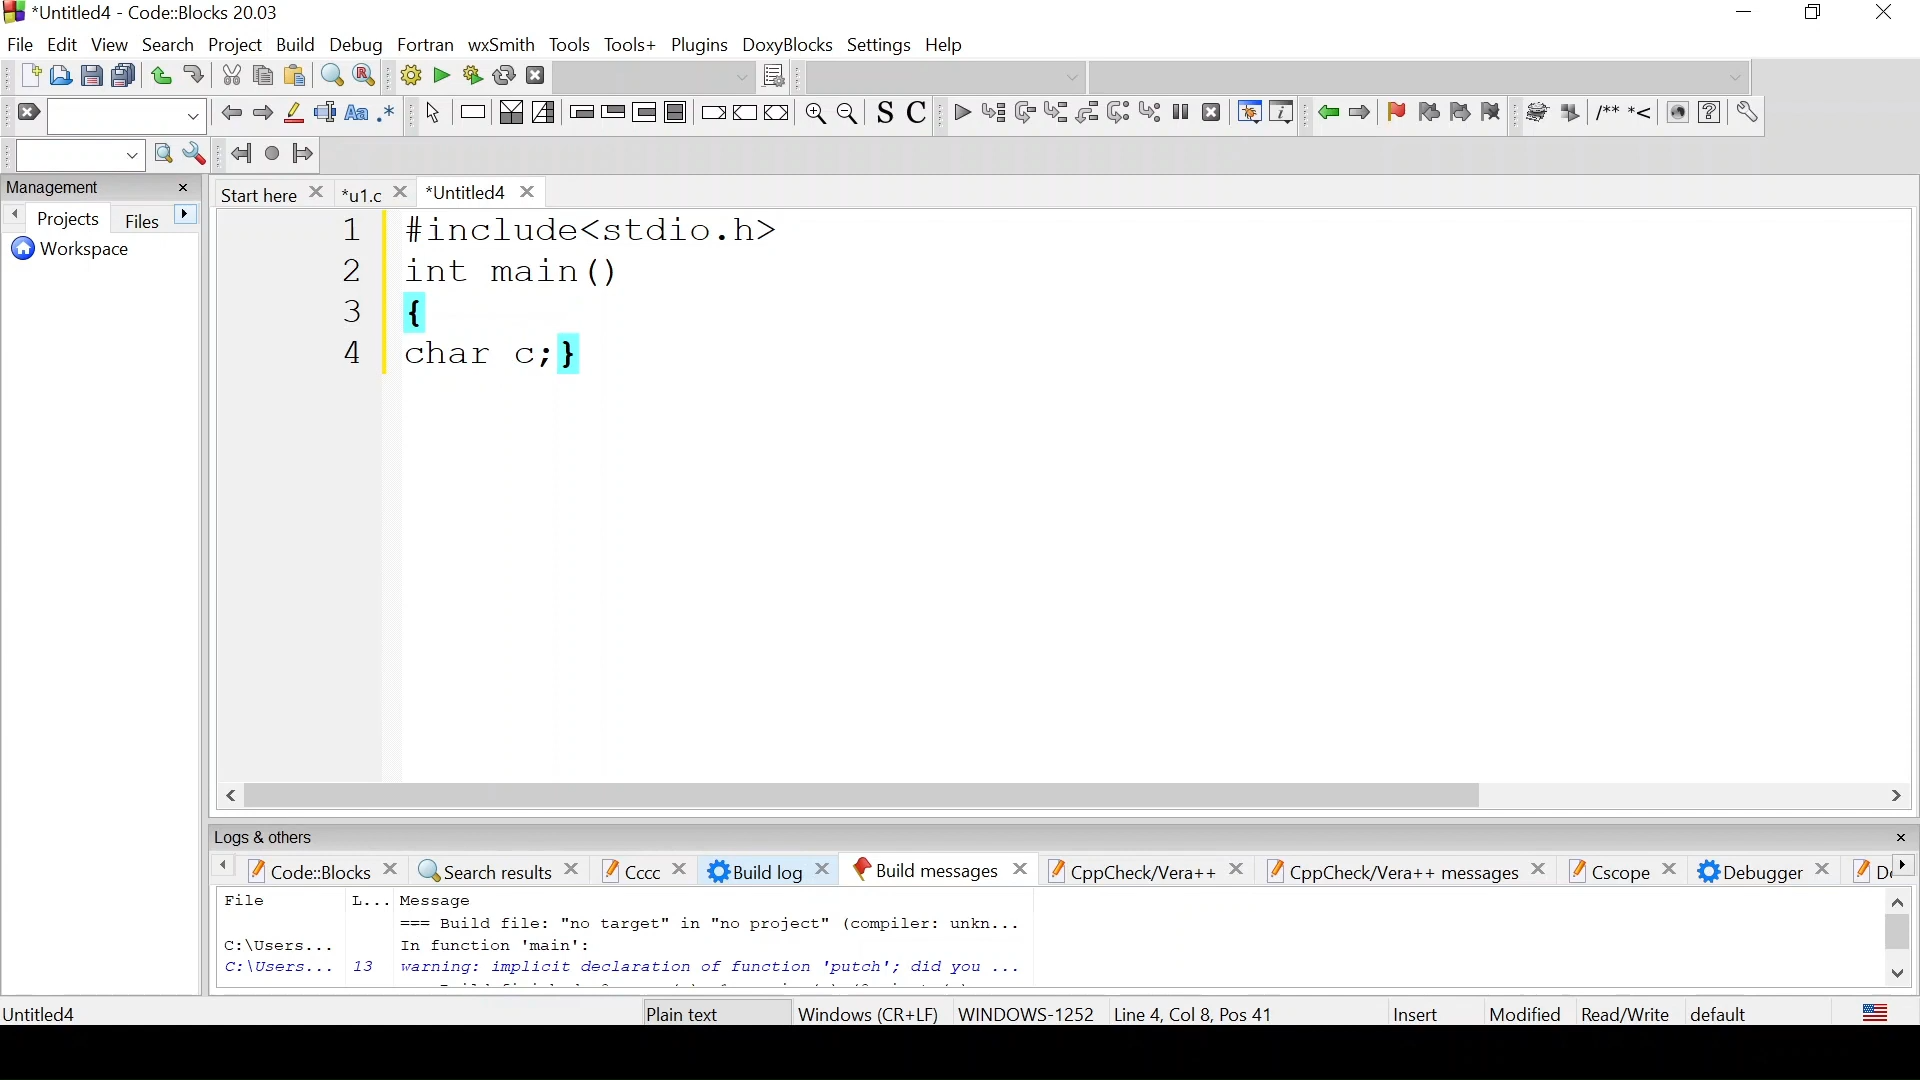 *Untitled4 - Code::Blocks 20.03
File Edit View Search Project Build Debug Fortran wxSmith Tools Tools+ Plugins DoxyBlocks Settings Help
S C /** *<
Management
Projects Files
Workspace
Start here *u1.c *Untitled4
1 #include<stdio.h>
2 int main()
3 {
4 char c;}
Logs & others
Code::Blocks Search results Cccc Build log Build messages CppCheck/Vera++ CppCheck/Vera++ messages Cscope Debugger
File L... Message
=== Build file: "no target" in "no project" (compiler: unkn...
C:\Users... In function 'main':
C:\Users... 13 warning: implicit declaration of function 'putch'; did you ...
Untitled4 Plain text Windows (CR+LF) WINDOWS-1252 Line 4, Col 8, Pos 41 Insert Modified Read/Write default